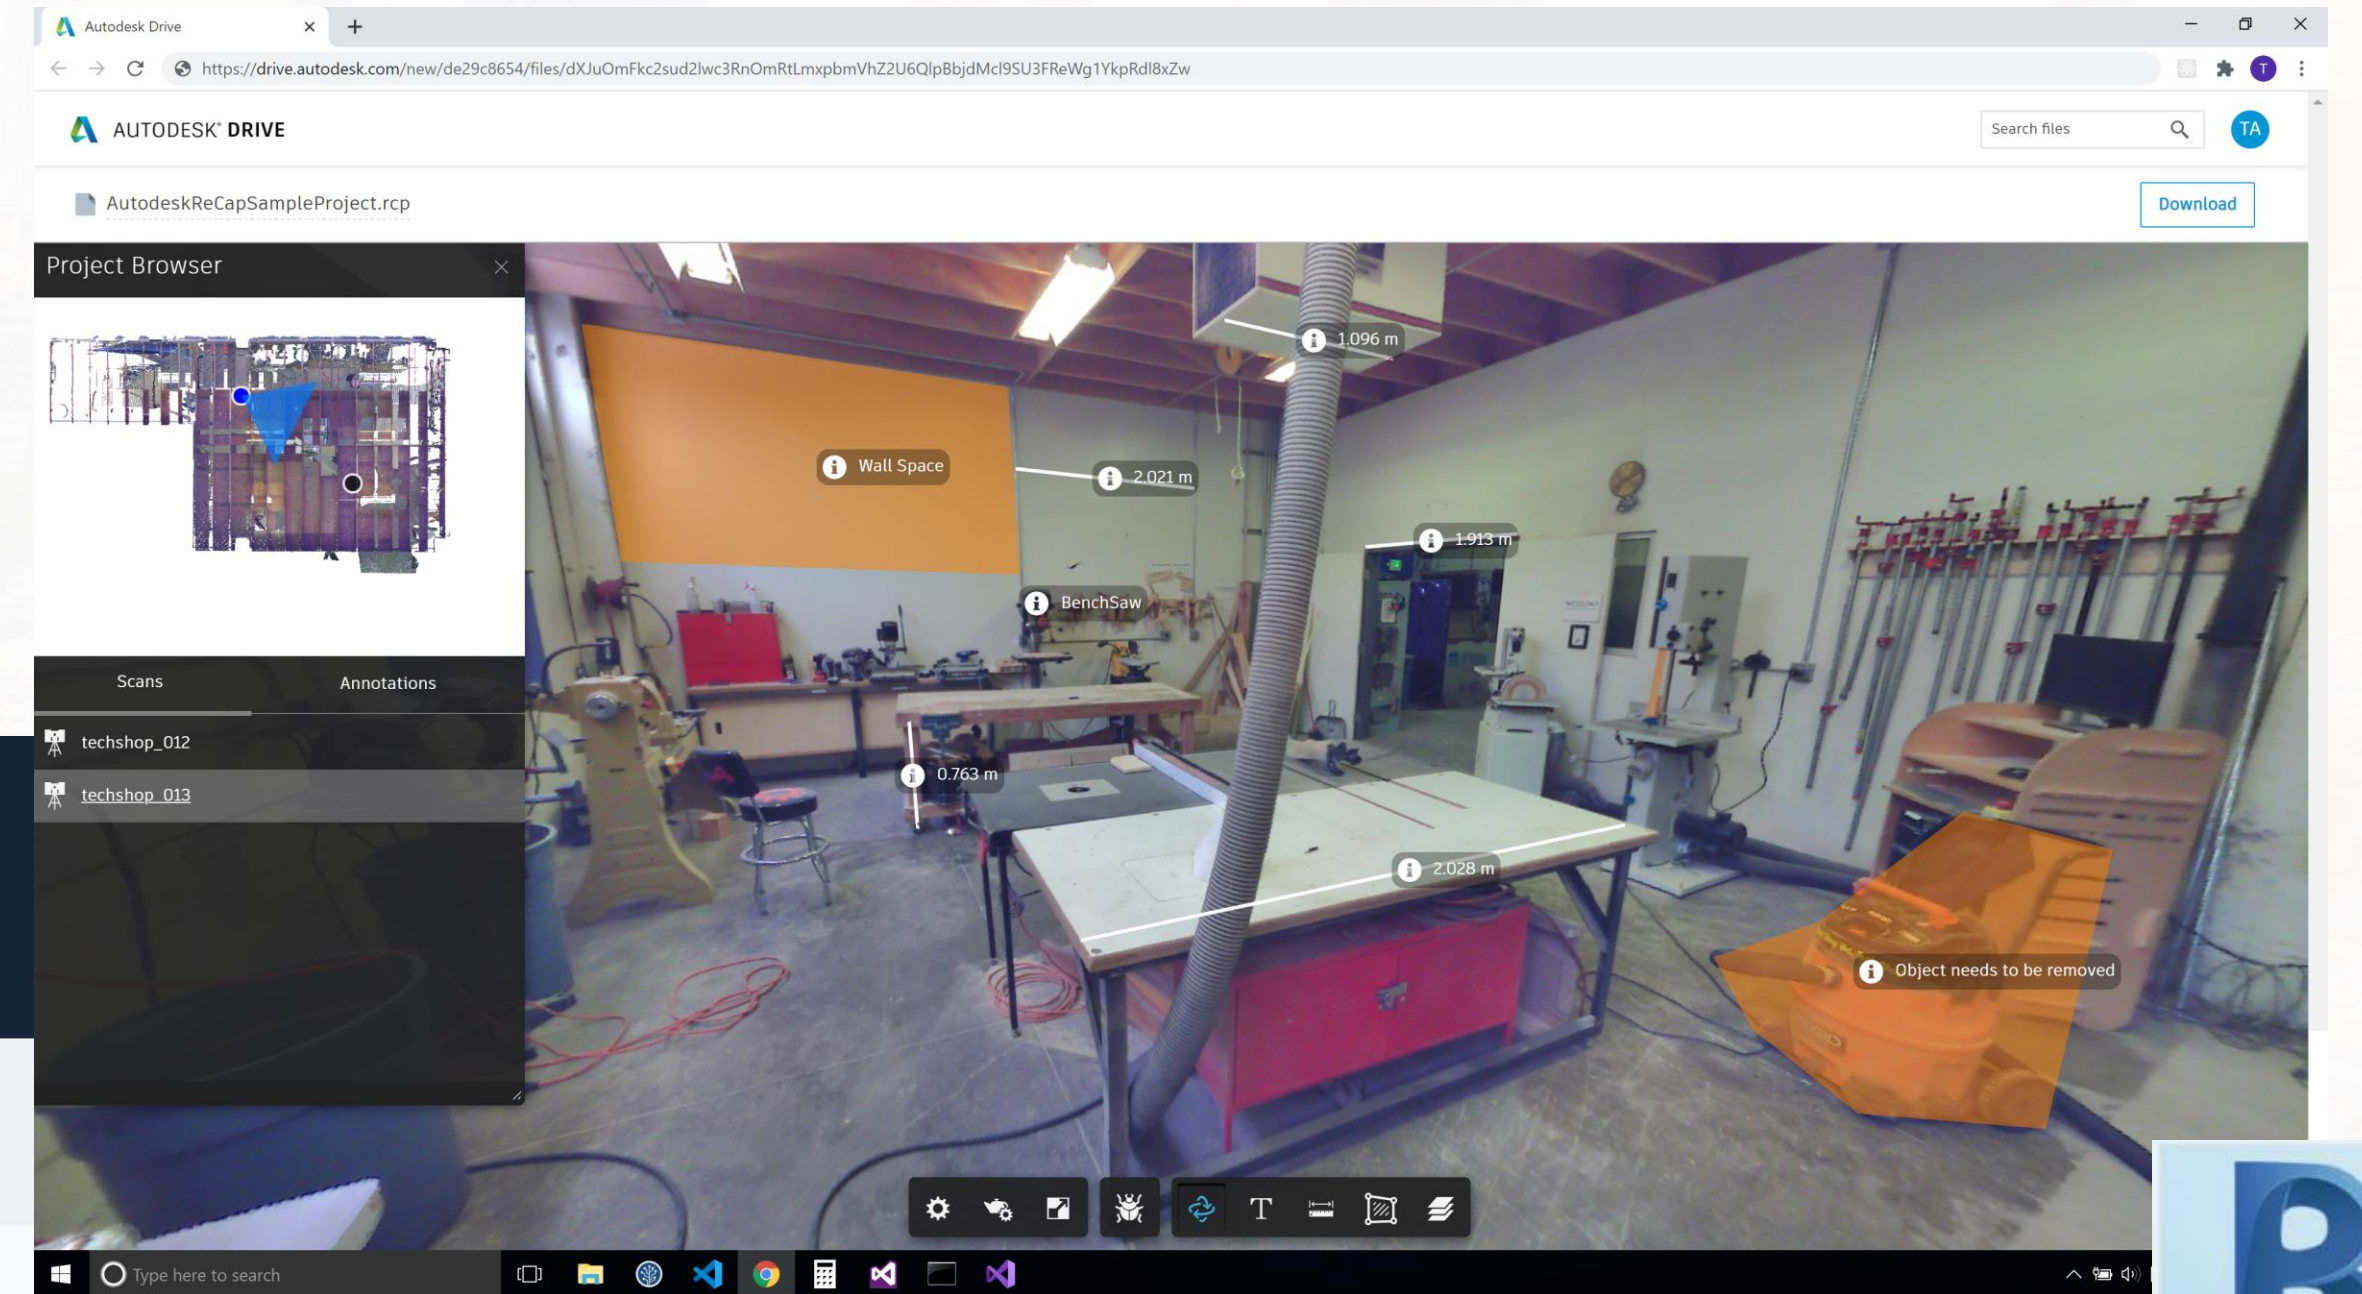 Autodesk Drive
https://drive.autodesk.com/new/de29c8654/files/dXJuOmFkc2sud2lwc3RnOmRtLmxpbmVhZ2U6QlpBbjdMcl9SU3FReWg1YkpRdl8xZw
T
AUTODESK® DRIVE
Search files
TA
AutodeskReCapSampleProject.rcp
Download
Project Browser
1.096 m
Wall Space
2.021 m
1.913 m
BenchSaw
Scans
Annotations
techshop_012
techshop_013
0.763 m
2.028 m
Object needs to be removed
T
Type here to search